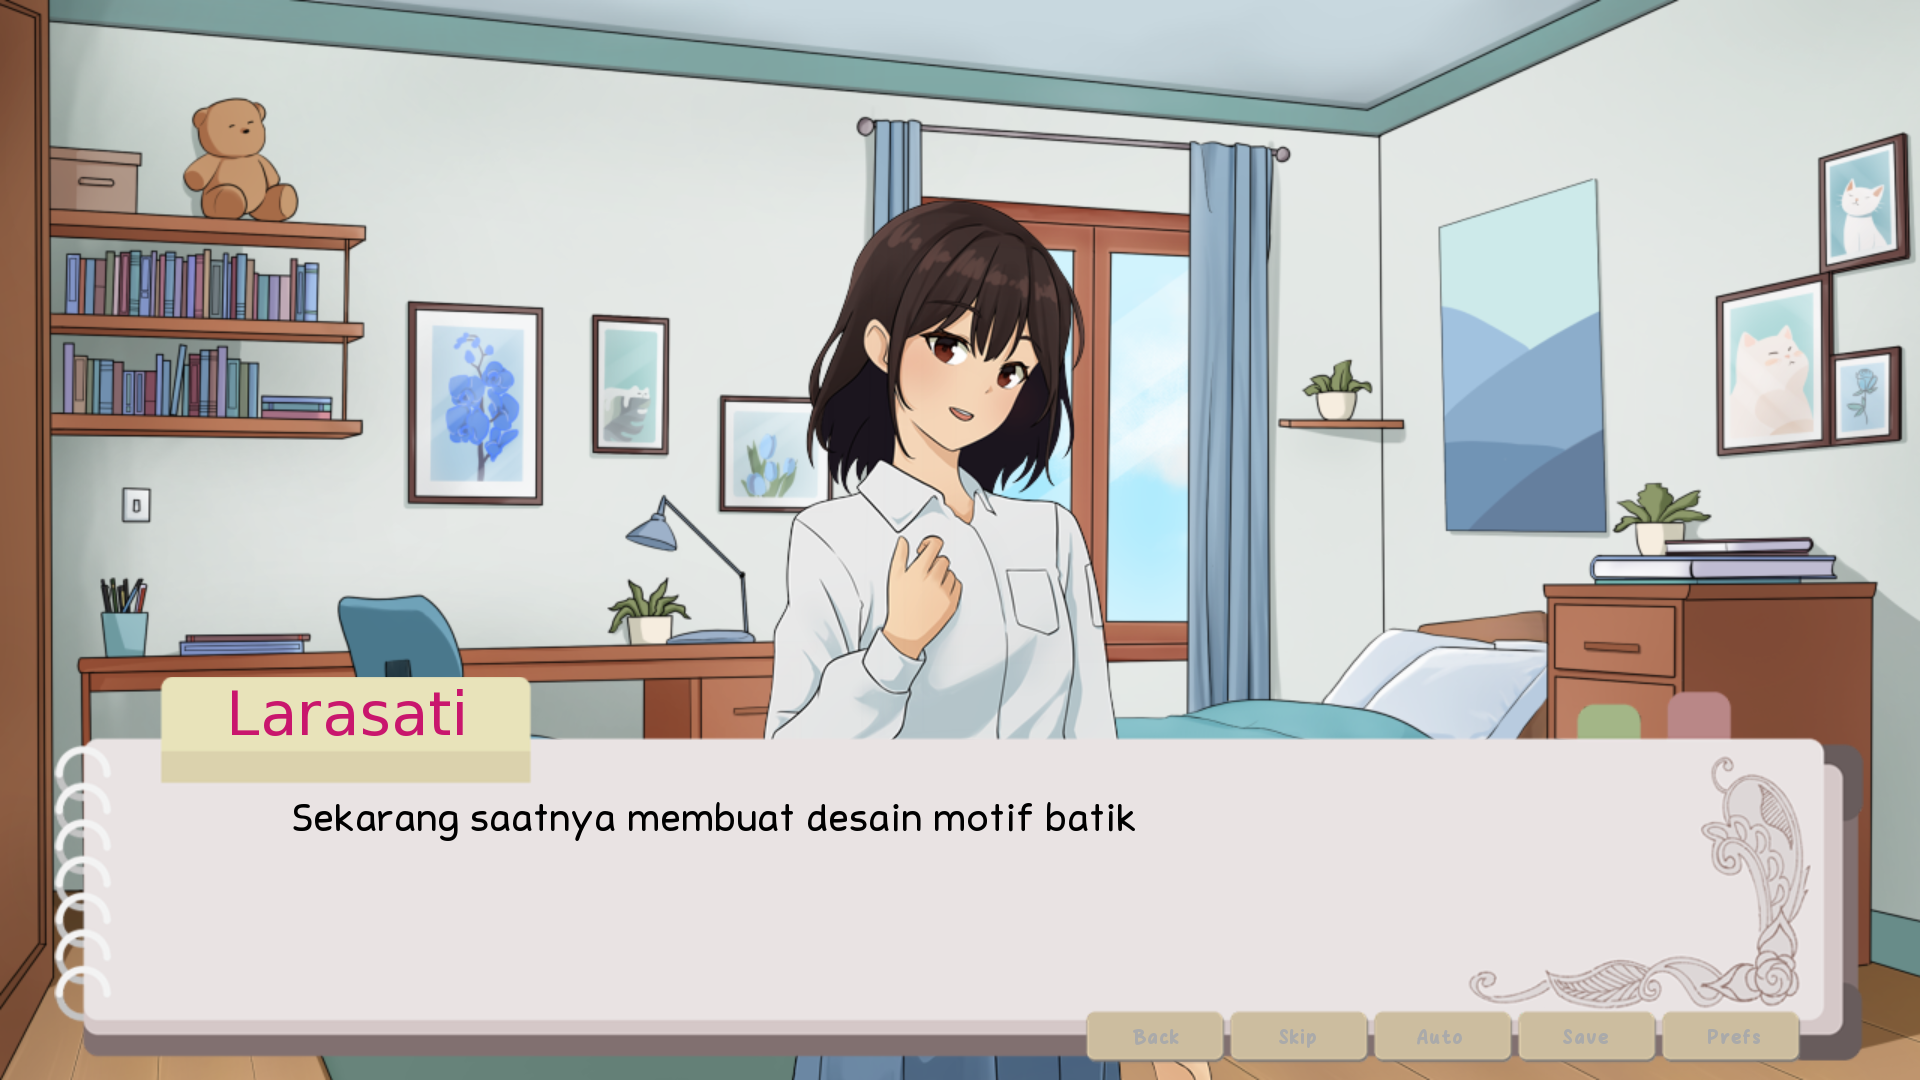 Larasati
Sekarang saatnya membuat desain motif batik
Back
Skip
Auto
Save
Prefs